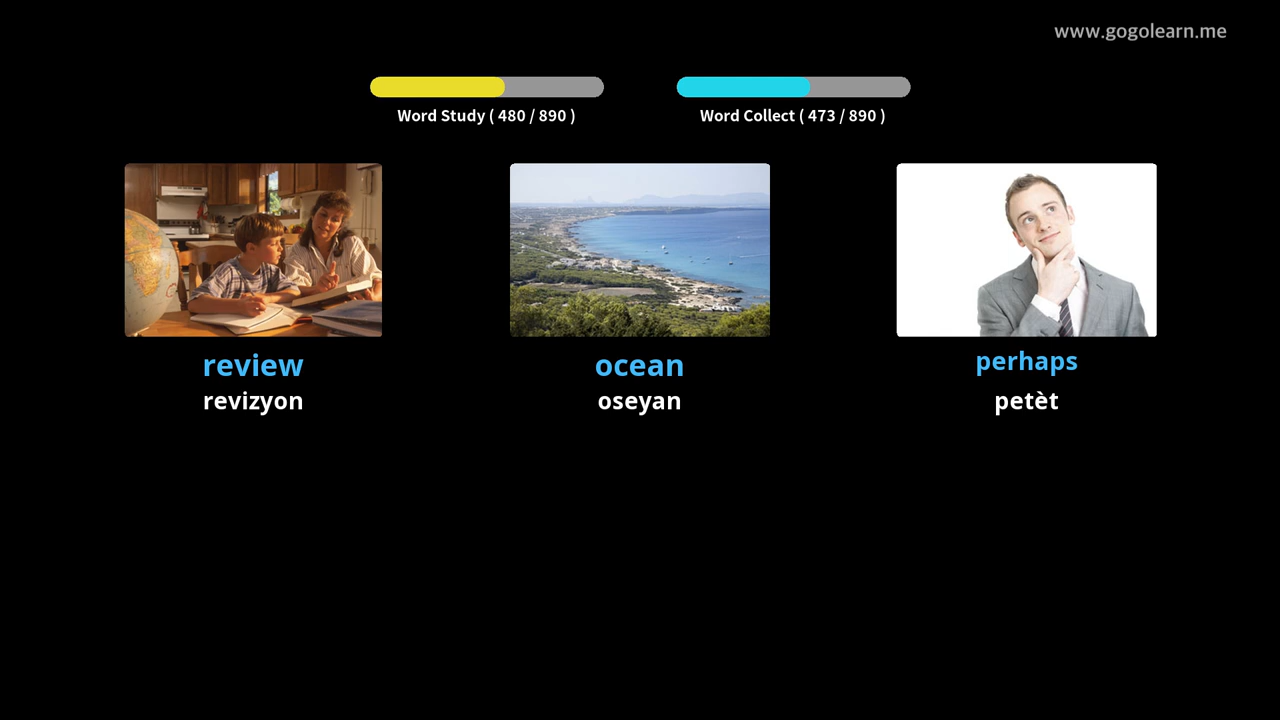 www.gogolearn.me
Word Study ( 480 / 890 )
Word Collect ( 473 / 890 )
review
revizyon
ocean
oseyan
perhaps
petèt